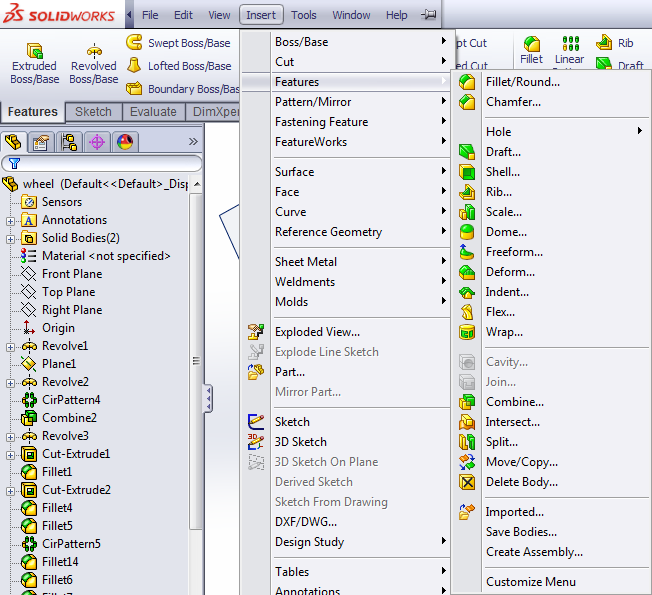 SOLIDWORKS
File Edit View Insert Tools Window Help
Extruded Boss/Base
Revolved Boss/Base
Swept Boss/Base
Lofted Boss/Base
Boundary Boss/Bas
pt Cut
Fillet
Linear
Rib
Draft
Features Sketch Evaluate DimXper
wheel (Default<<Default>_Disp
Sensors
Annotations
Solid Bodies(2)
Material <not specified>
Front Plane
Top Plane
Right Plane
Origin
Revolve1
Plane1
Revolve2
CirPattern4
Combine2
Revolve3
Cut-Extrude1
Fillet1
Cut-Extrude2
Fillet4
Fillet5
CirPattern5
Fillet14
Fillet6
Boss/Base
Cut
Features
Pattern/Mirror
Fastening Feature
FeatureWorks
Surface
Face
Curve
Reference Geometry
Sheet Metal
Weldments
Molds
Exploded View...
Explode Line Sketch
Part...
Mirror Part...
Sketch
3D Sketch
3D Sketch On Plane
Derived Sketch
Sketch From Drawing
DXF/DWG...
Design Study
Tables
Annotations
Fillet/Round...
Chamfer...
Hole
Draft...
Shell...
Rib...
Scale...
Dome...
Freeform...
Deform...
Indent...
Flex...
Wrap...
Cavity...
Join...
Combine...
Intersect...
Split...
Move/Copy...
Delete Body...
Imported...
Save Bodies...
Create Assembly...
Customize Menu